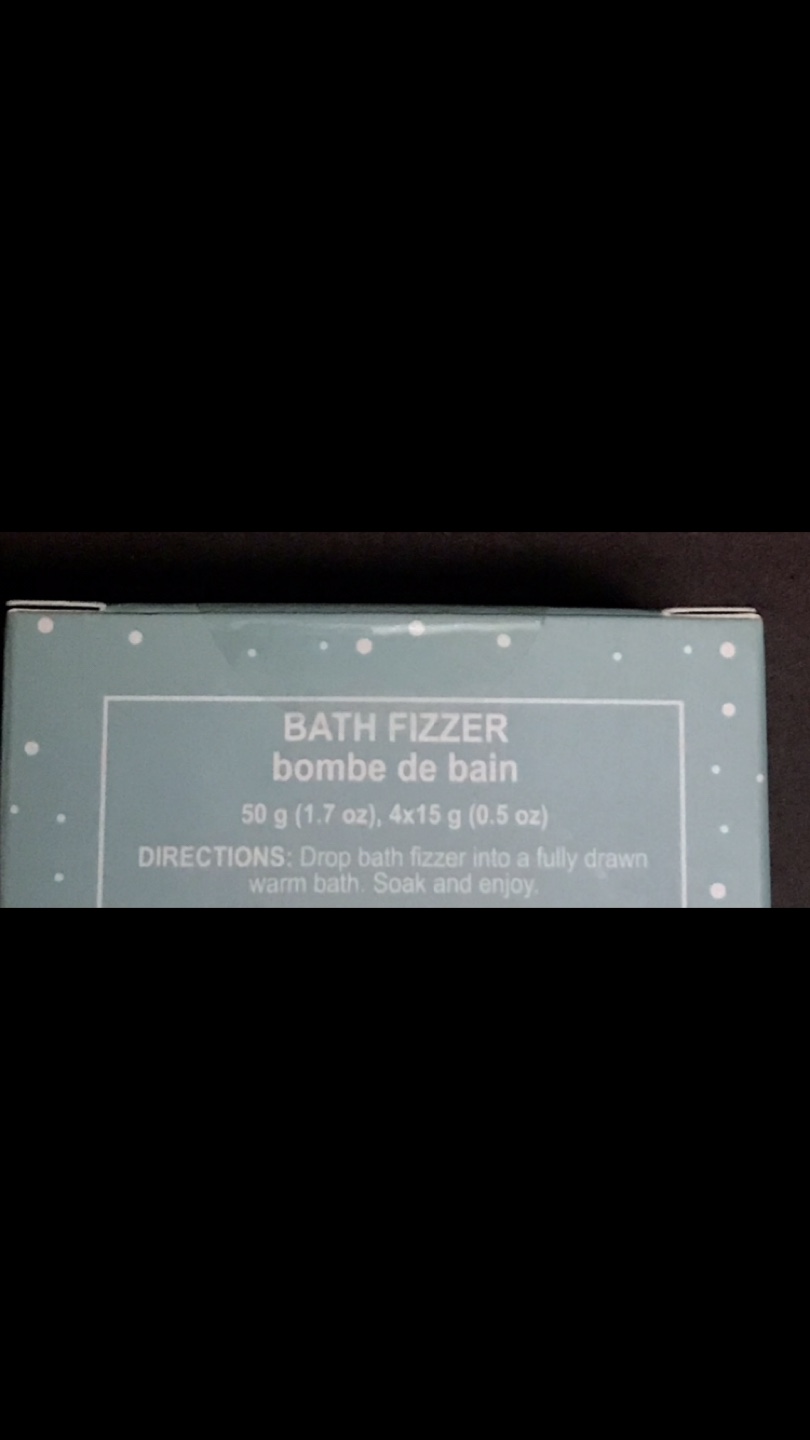 BATH FIZZER
bombe de bain
50 g (1.7 oz), 4x15 g (0.5 oz)
DIRECTIONS: Drop bath fizzer into a fully drawn
warm bath. Soak and enjoy.